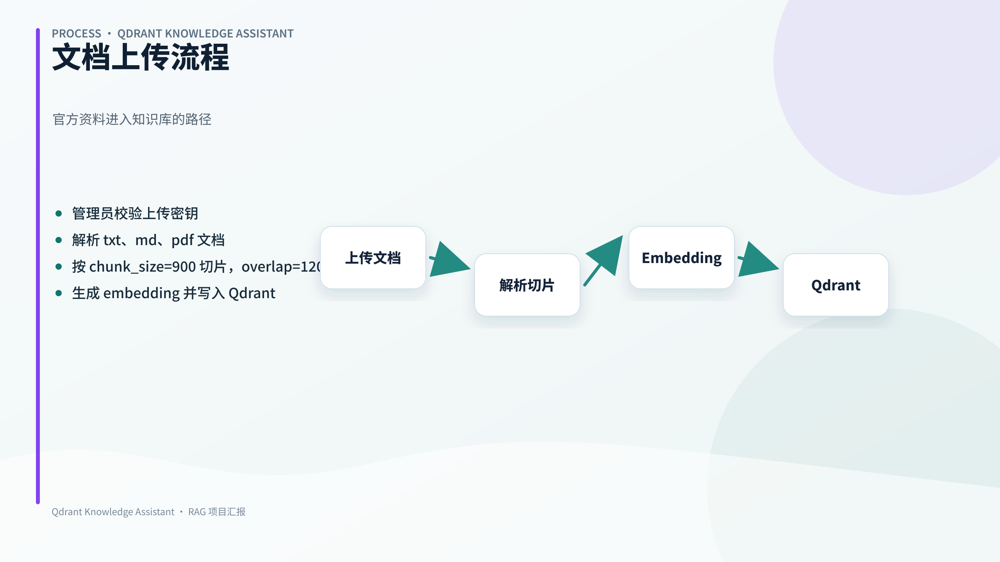 PROCESS · QDRANT KNOWLEDGE ASSISTANT
文档上传流程
官方资料进入知识库的路径
管理员校验上传密钥
解析 txt、md、pdf 文档
按 chunk_size=900 切片，overlap=120
生成 embedding 并写入 Qdrant
上传文档
解析切片
Embedding
Qdrant
Qdrant Knowledge Assistant · RAG 项目汇报